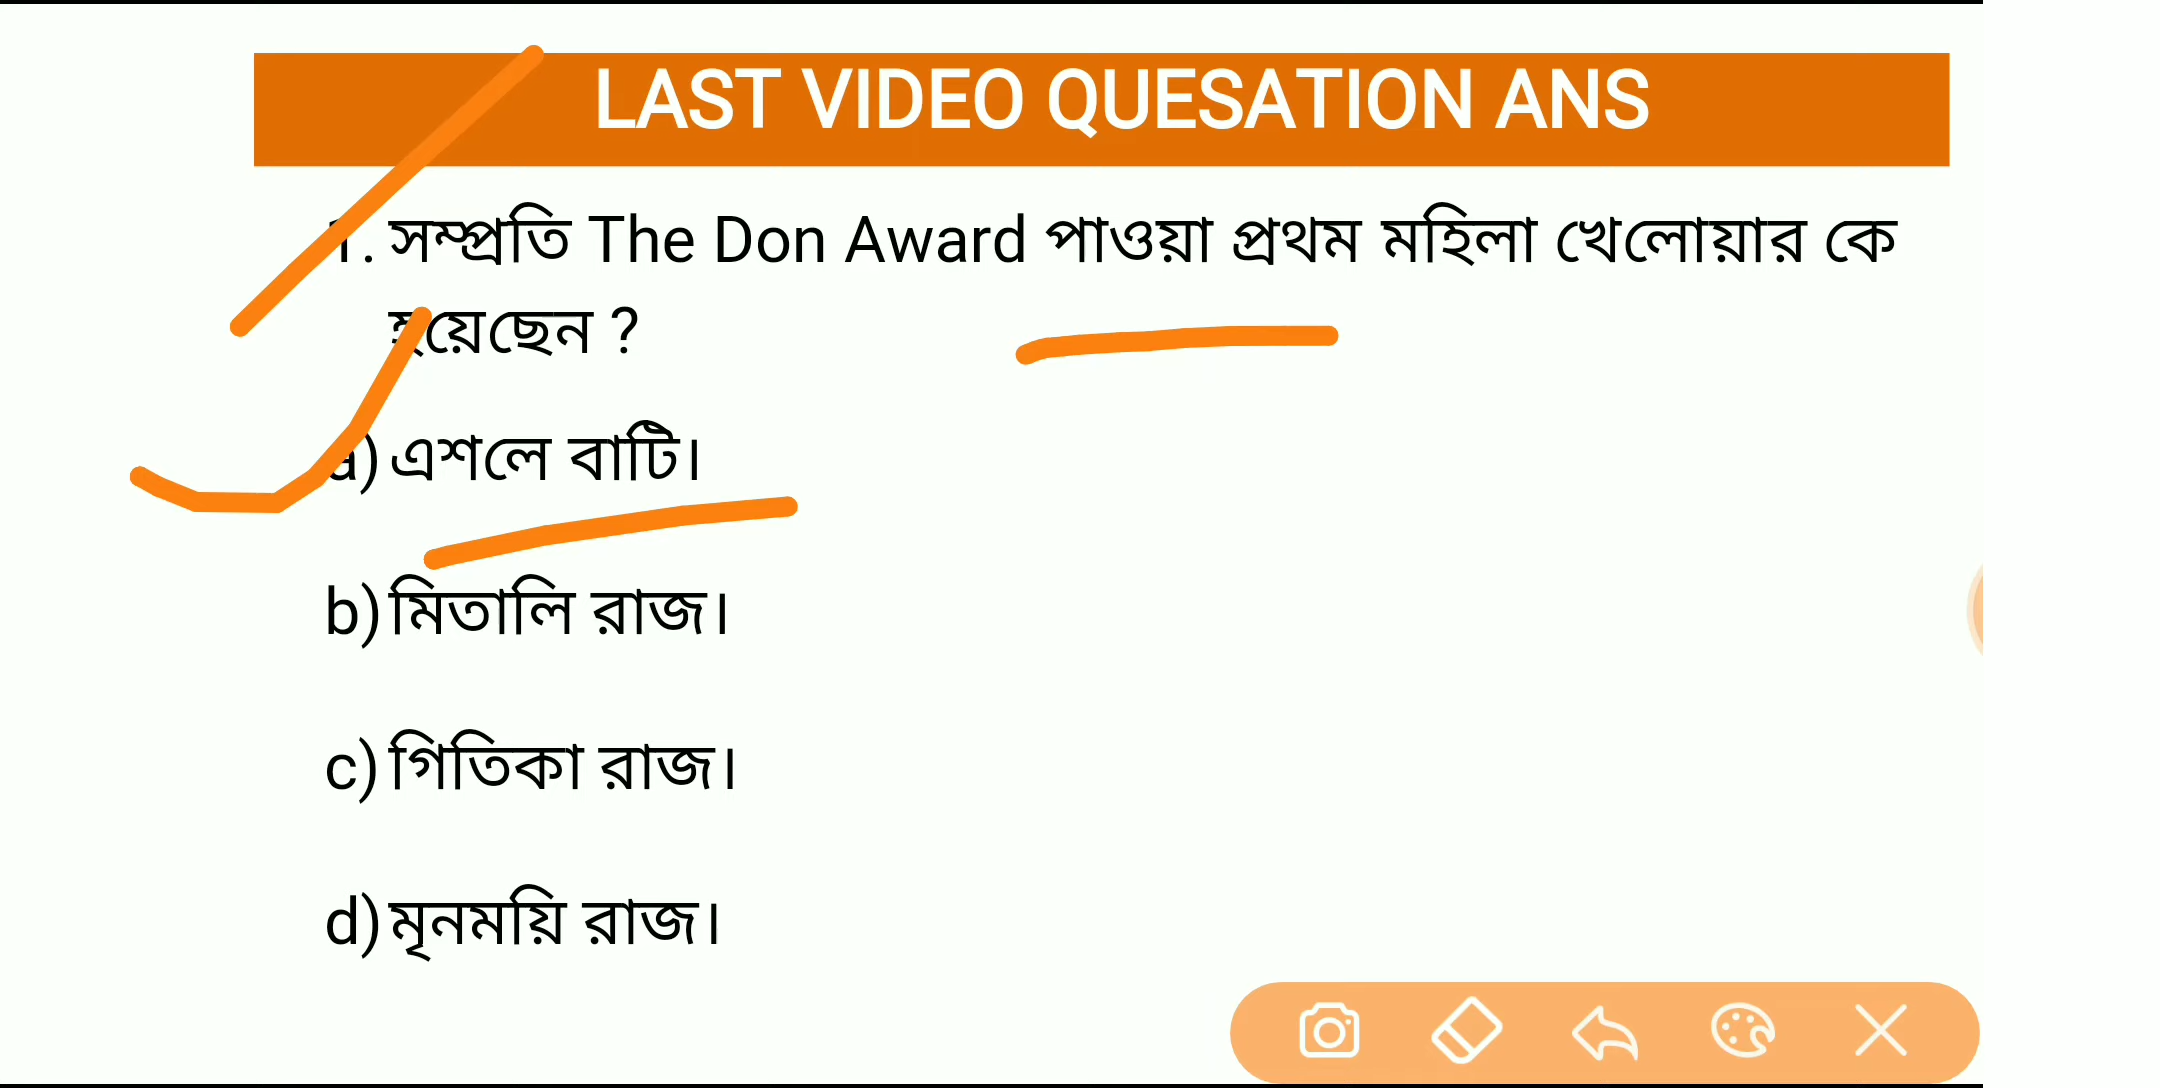 LAST VIDEO QUESATION ANS
1. সম্প্রতি The Don Award পাওয়া প্রথম মহিলা খেলোয়ার কে
হয়েছেন ?
a) এশলে বার্টি।
b) মিতালি রাজ।
c) গিতিকা রাজ।
d) মৃনময়ি রাজ।